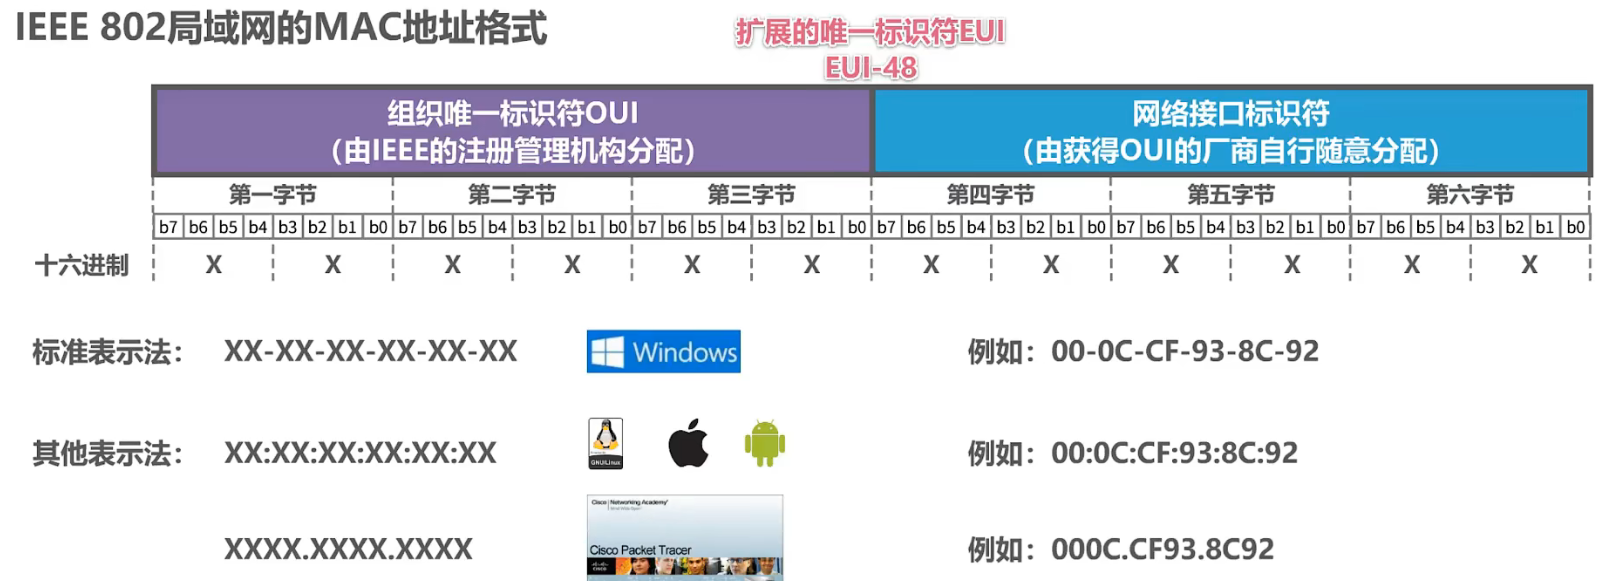 IEEE 802局域网的MAC地址格式
扩展的唯一标识符EUI
EUI-48
组织唯一标识符OUI
（由IEEE的注册管理机构分配）
网络接口标识符
（由获得OUI的厂商自行随意分配）
第一字节 第二字节 第三字节 第四字节 第五字节 第六字节
b7 b6 b5 b4 b3 b2 b1 b0 b7 b6 b5 b4 b3 b2 b1 b0 b7 b6 b5 b4 b3 b2 b1 b0 b7 b6 b5 b4 b3 b2 b1 b0 b7 b6 b5 b4 b3 b2 b1 b0 b7 b6 b5 b4 b3 b2 b1 b0
十六进制 X X X X X X X X X X X X
标准表示法： XX-XX-XX-XX-XX-XX Windows 例如：00-0C-CF-93-8C-92
其他表示法： XX:XX:XX:XX:XX:XX GNU/Linux 例如：00:0C:CF:93:8C:92
Cisco Networking Academy
Cisco Packet Tracer
CISCO
XXXX.XXXX.XXXX 例如：000C.CF93.8C92